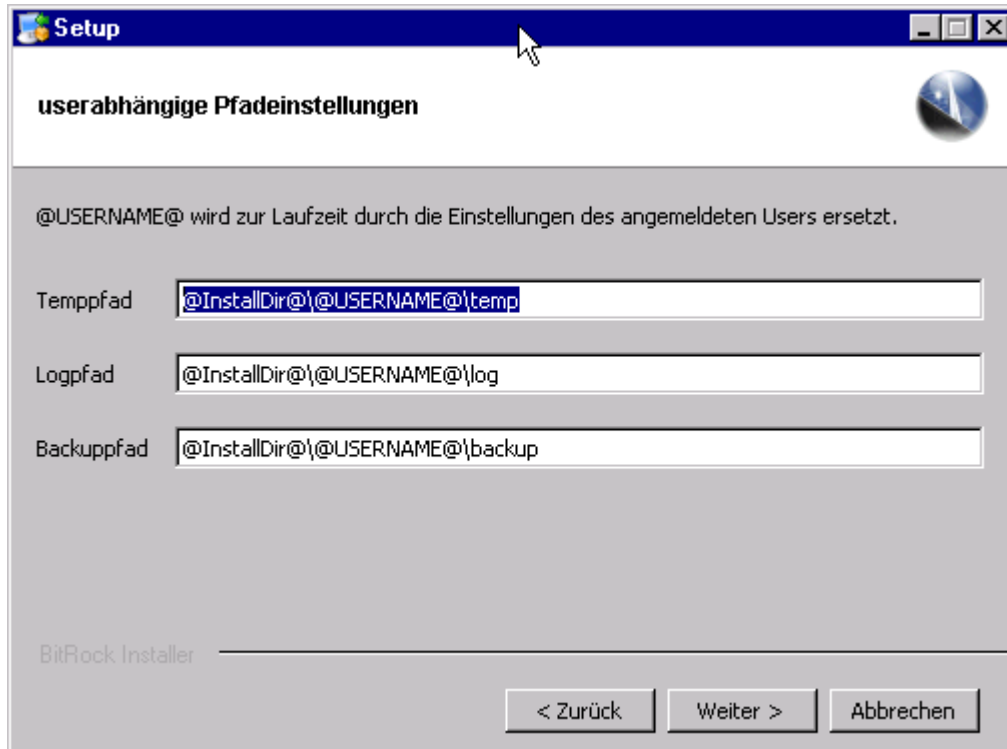 Setup
userabhängige Pfadeinstellungen
@USERNAME@ wird zur Laufzeit durch die Einstellungen des angemeldeten Users ersetzt.
Temppfad @InstallDir@\@USERNAME@\temp
Logpfad @InstallDir@\@USERNAME@\log
Backuppfad @InstallDir@\@USERNAME@\backup
BitRock Installer
< Zurück Weiter > Abbrechen